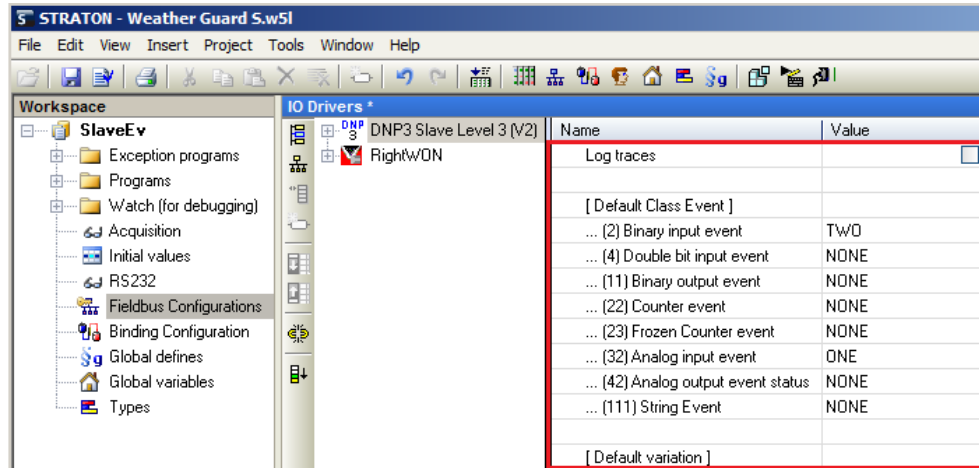 STRATON - Weather Guard S.w5l
File Edit View Insert Project Tools Window Help
Workspace
SlaveEv
Exception programs
Programs
Watch (for debugging)
Acquisition
Initial values
RS232
Fieldbus Configurations
Binding Configuration
Global defines
Global variables
Types
IO Drivers *
DNP3 Slave Level 3 (V2)
RightWON
Name Value
Log traces
[ Default Class Event ]
... (2) Binary input event TWO
... (4) Double bit input event NONE
... (11) Binary output event NONE
... (22) Counter event NONE
... (23) Frozen Counter event NONE
... (32) Analog input event ONE
... (42) Analog output event status NONE
... (111) String Event NONE
[ Default variation ]